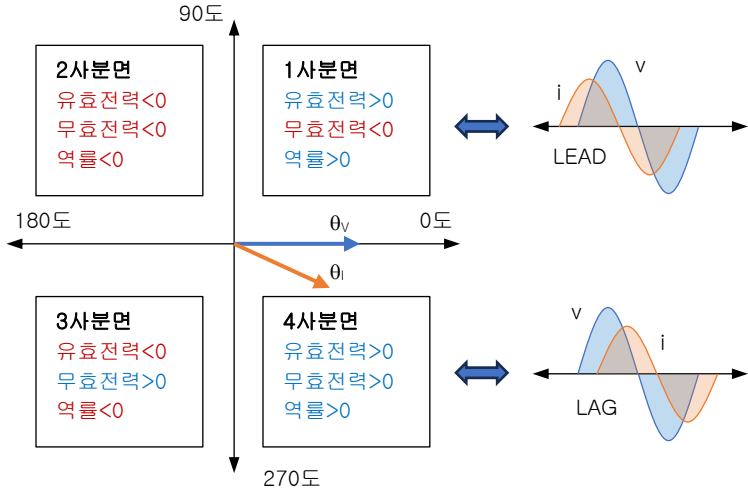 90도
2사분면
유효전력<0
무효전력<0
역률<0
1사분면
유효전력>0
무효전력<0
역률>0
i
v
LEAD
180도
θV
0도
θI
3사분면
유효전력<0
무효전력>0
역률<0
4사분면
유효전력>0
무효전력>0
역률>0
v
i
LAG
270도